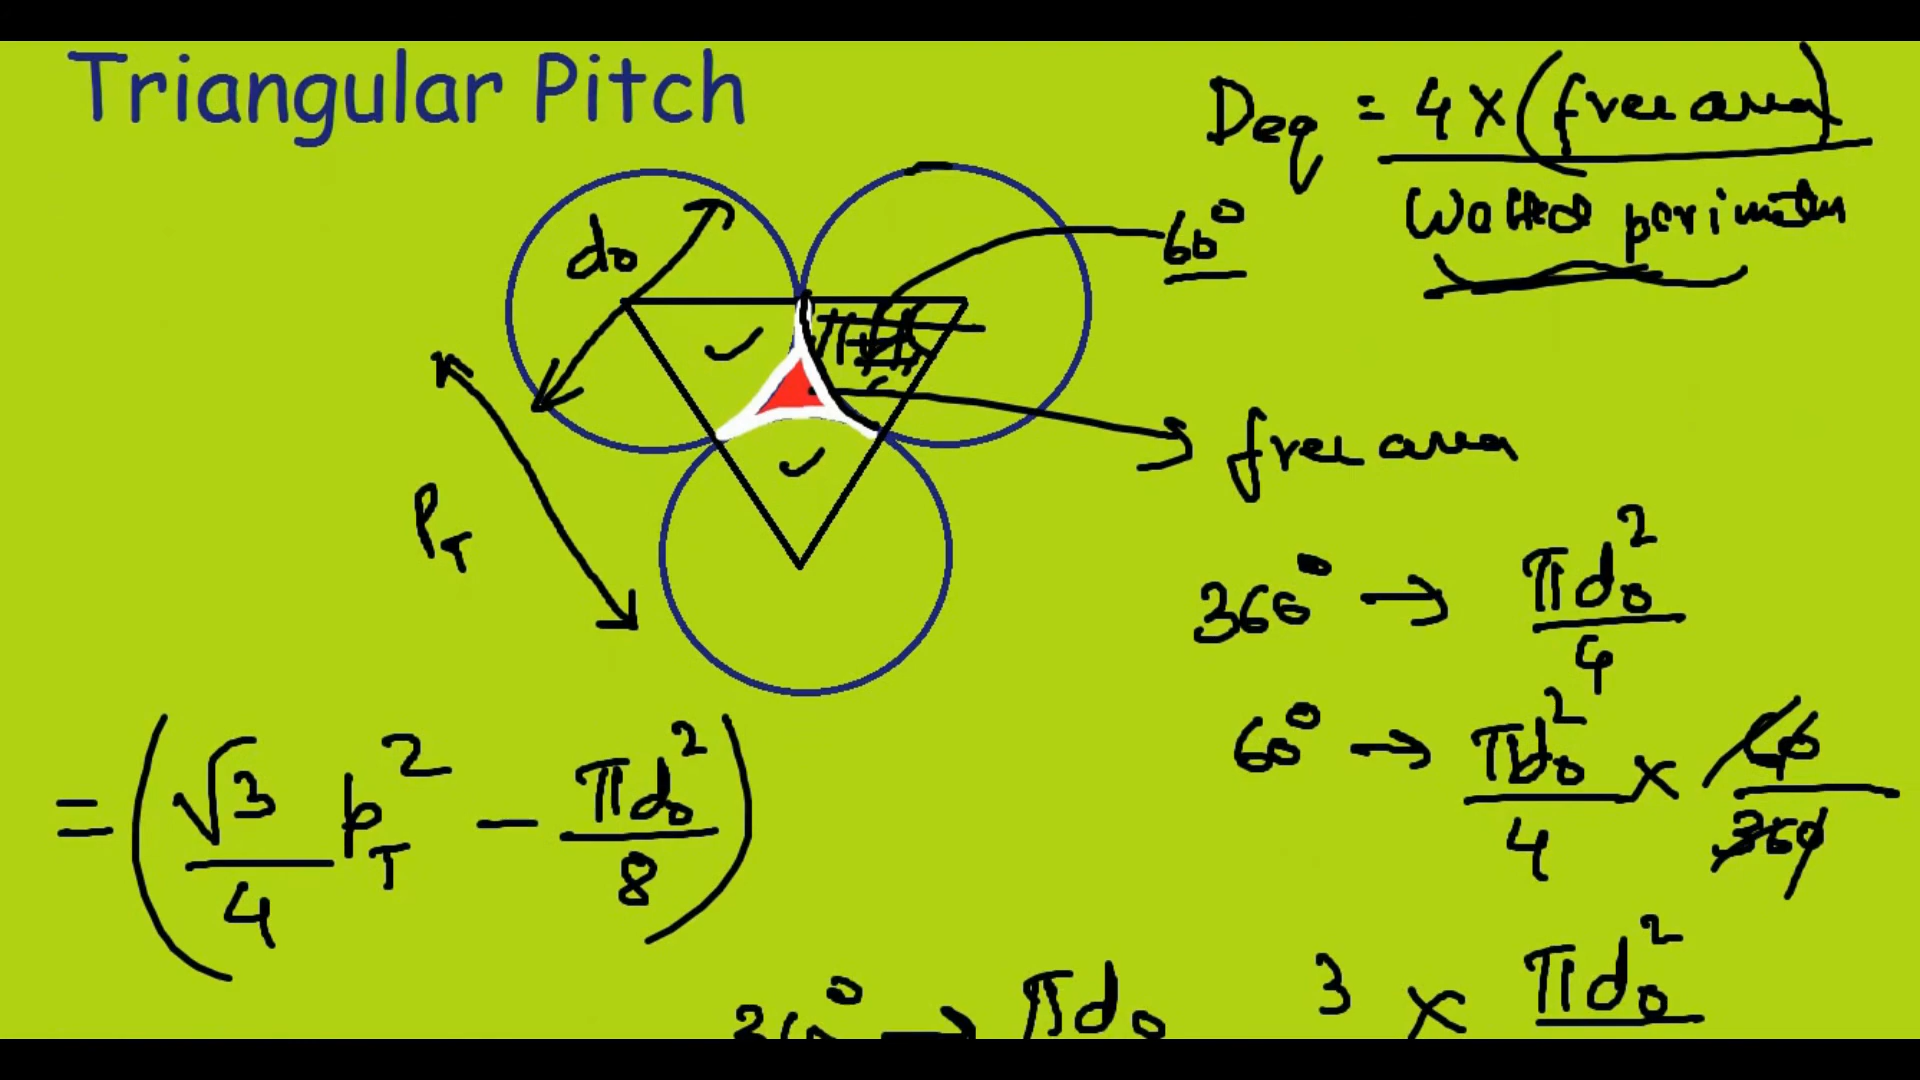 Triangular Pitch
Deq = 4 × (free area)
Wetted perimeter
do
60°
PT
free area
360° → πdo²/4
60° → πdo²/4 × 60/360
= (√3/4 PT² − πdo²/8)
→ πdo
3 × πdo²